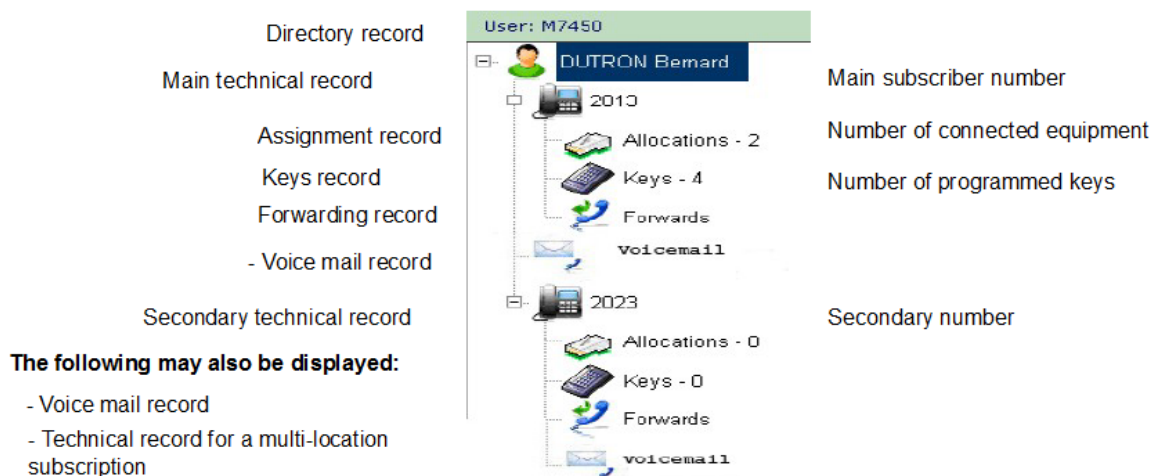 Directory record
User: M7450
Main technical record
DUTRON Bernard
Main subscriber number
2010
Assignment record
Allocations - 2
Number of connected equipment
Keys record
Keys - 4
Number of programmed keys
Forwarding record
Forwards
- Voice mail record
Voicemail
Secondary technical record
2023
Secondary number
Allocations - 0
The following may also be displayed:
Keys - 0
- Voice mail record
Forwards
- Technical record for a multi-location
subscription
voicemail